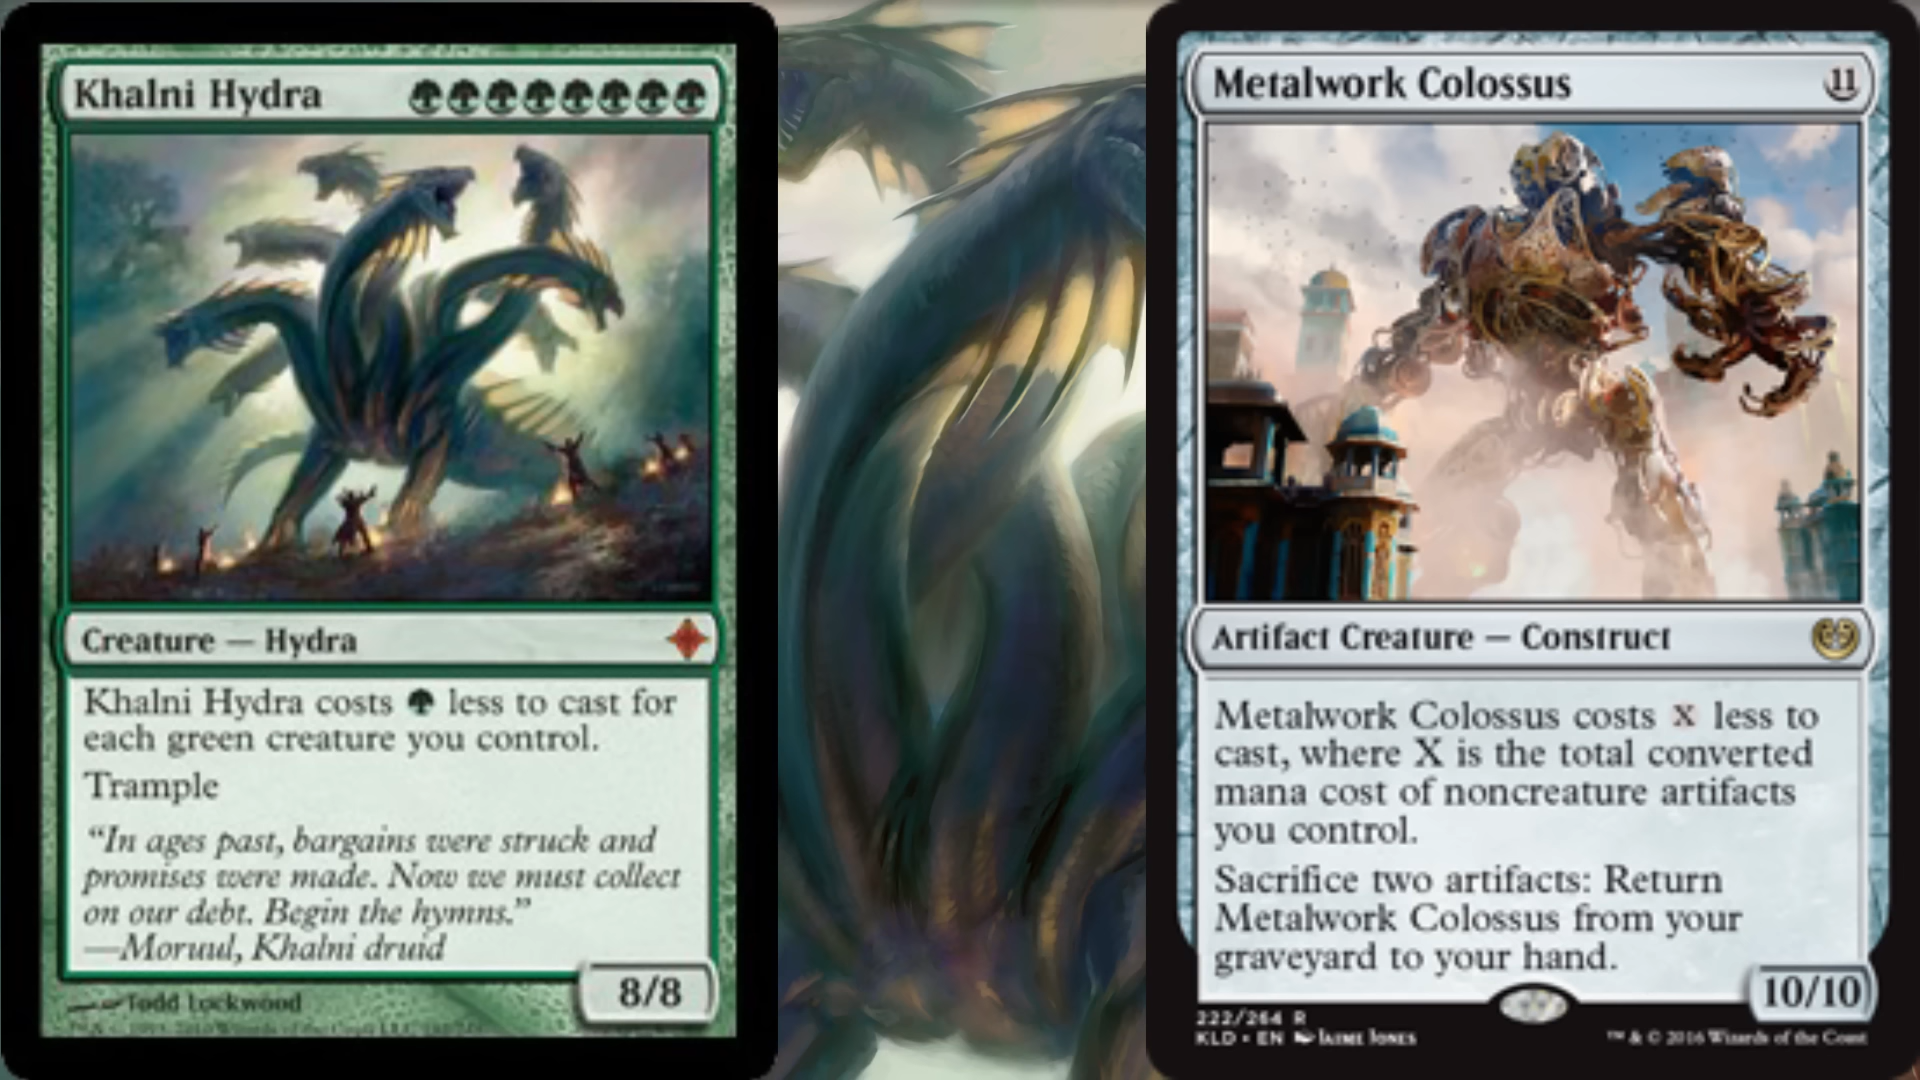 Khalni Hydra
Creature — Hydra
Khalni Hydra costs less to cast for
each green creature you control.
Trample
“In ages past, bargains were struck and
promises were made. Now we must collect
on our debt. Begin the hymns.”
—Moruul, Khalni druid
8/8
Todd Lockwood
Metalwork Colossus 11
Artifact Creature — Construct
Metalwork Colossus costs X less to
cast, where X is the total converted
mana cost of noncreature artifacts
you control.
Sacrifice two artifacts: Return
Metalwork Colossus from your
graveyard to your hand.
10/10
222/264 R
KLD • EN Jaime Jones
™ & © 2016 Wizards of the Coast